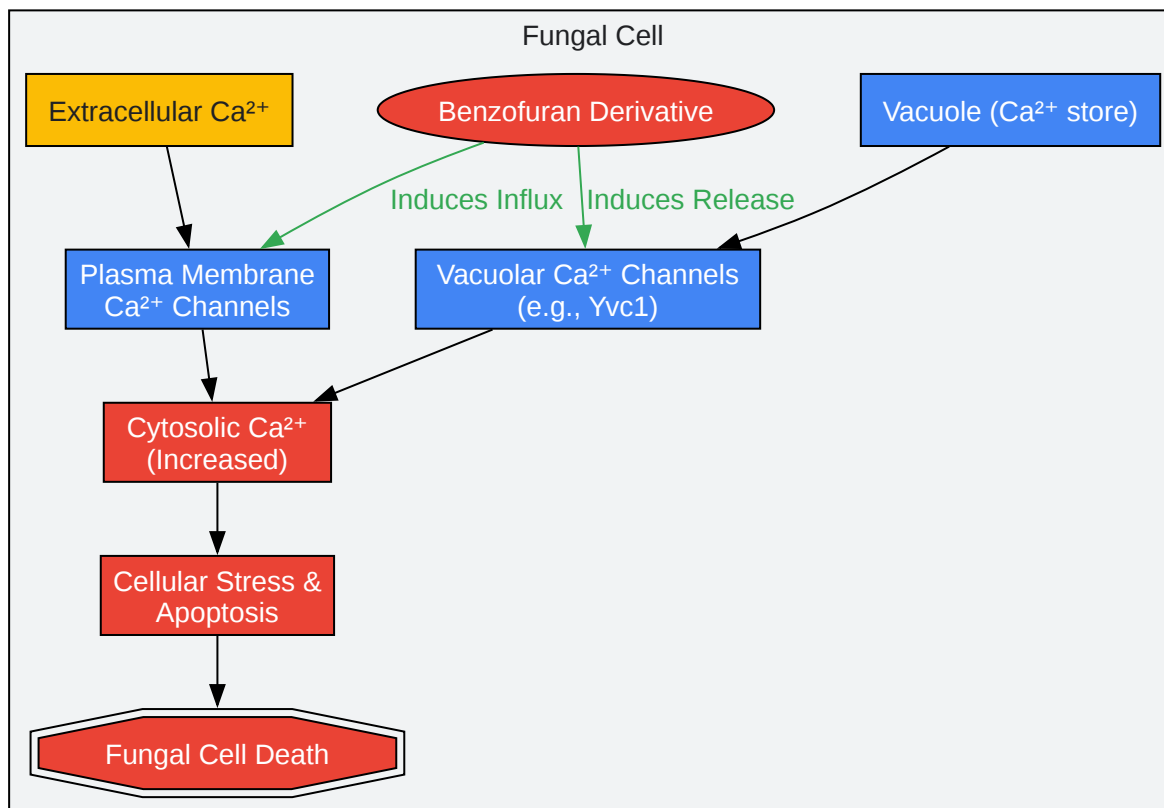 Fungal Cell
Extracellular Ca²⁺
Benzofuran Derivative
Vacuole (Ca²⁺ store)
Induces Influx
Induces Release
Plasma Membrane
Ca²⁺ Channels
Vacuolar Ca²⁺ Channels
(e.g., Yvc1)
Cytosolic Ca²⁺
(Increased)
Cellular Stress &
Apoptosis
Fungal Cell Death